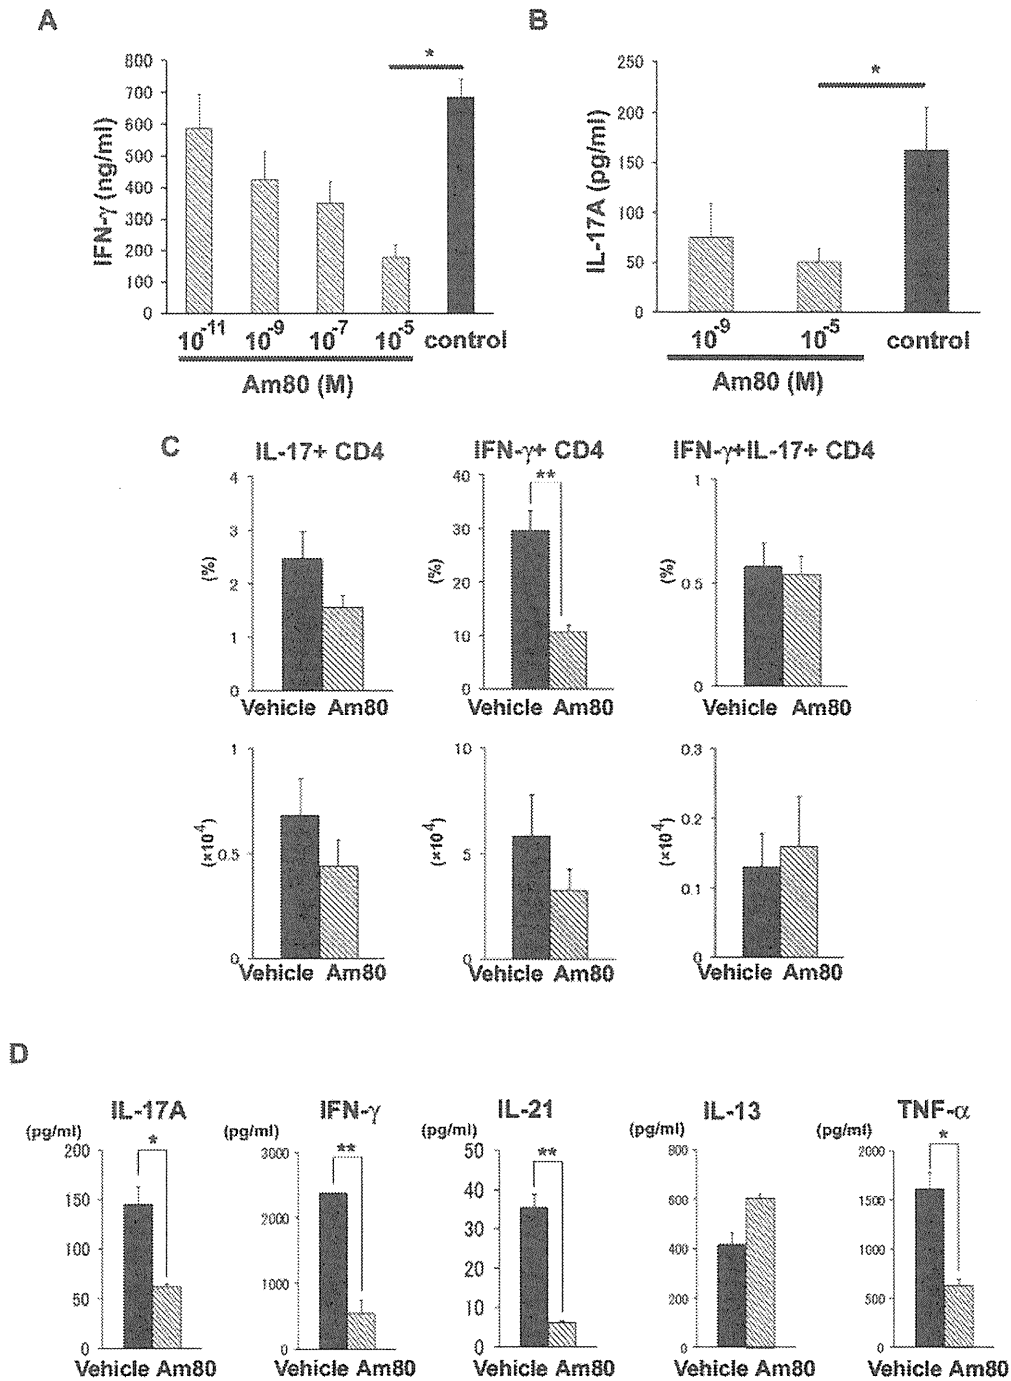 A
B
IFN-γ (ng/ml)
800
700
600
500
400
300
200
100
0
*
10-11 10-9 10-7 10-5 control
Am80 (M)
IL-17A (pg/ml)
250
200
150
100
50
0
*
10-9 10-5 control
Am80 (M)
C
IL-17+ CD4
(%)
4
3
2
1
0
Vehicle Am80
IFN-γ+ CD4
(%)
40
30
20
10
0
**
Vehicle Am80
IFN-γ+IL-17+ CD4
(%)
1
0.5
0
Vehicle Am80
(×10^4)
1
0.5
0
Vehicle Am80
(×10^4)
10
5
0
Vehicle Am80
(×10^4)
0.3
0.2
0.1
0
Vehicle Am80
D
IL-17A
(pg/ml)
200
150
100
50
0
*
Vehicle Am80
IFN-γ
(pg/ml)
3000
2000
1000
0
**
Vehicle Am80
IL-21
(pg/ml)
50
40
30
20
10
0
**
Vehicle Am80
IL-13
(pg/ml)
800
600
400
200
0
Vehicle Am80
TNF-α
(pg/ml)
2000
1500
1000
500
0
*
Vehicle Am80